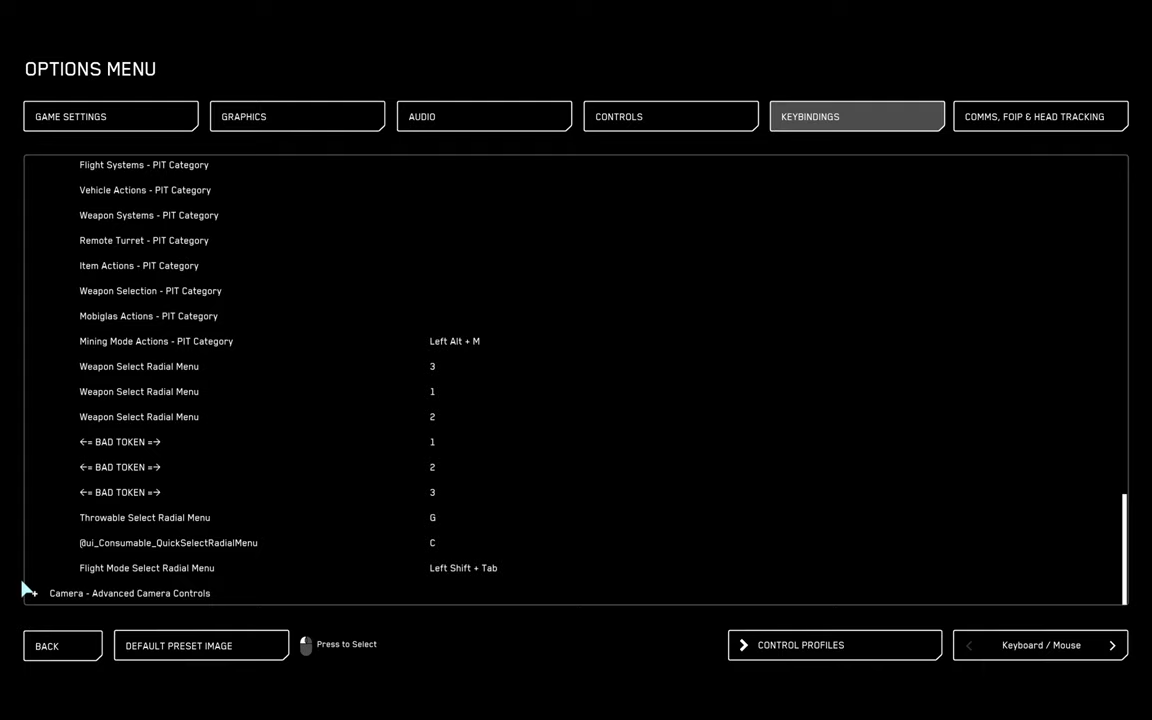 OPTIONS MENU
GAME SETTINGS
GRAPHICS
AUDIO
CONTROLS
KEYBINDINGS
COMMS, FOIP & HEAD TRACKING
Flight Systems - PIT Category
Vehicle Actions - PIT Category
Weapon Systems - PIT Category
Remote Turret - PIT Category
Item Actions - PIT Category
Weapon Selection - PIT Category
Mobiglas Actions - PIT Category
Mining Mode Actions - PIT Category Left Alt + M
Weapon Select Radial Menu 3
Weapon Select Radial Menu 1
Weapon Select Radial Menu 2
<-= BAD TOKEN =-> 1
<-= BAD TOKEN =-> 2
<-= BAD TOKEN =-> 3
Throwable Select Radial Menu G
@ui_Consumable_QuickSelectRadialMenu C
Flight Mode Select Radial Menu Left Shift + Tab
+ Camera - Advanced Camera Controls
BACK
DEFAULT PRESET IMAGE
Press to Select
CONTROL PROFILES
Keyboard / Mouse